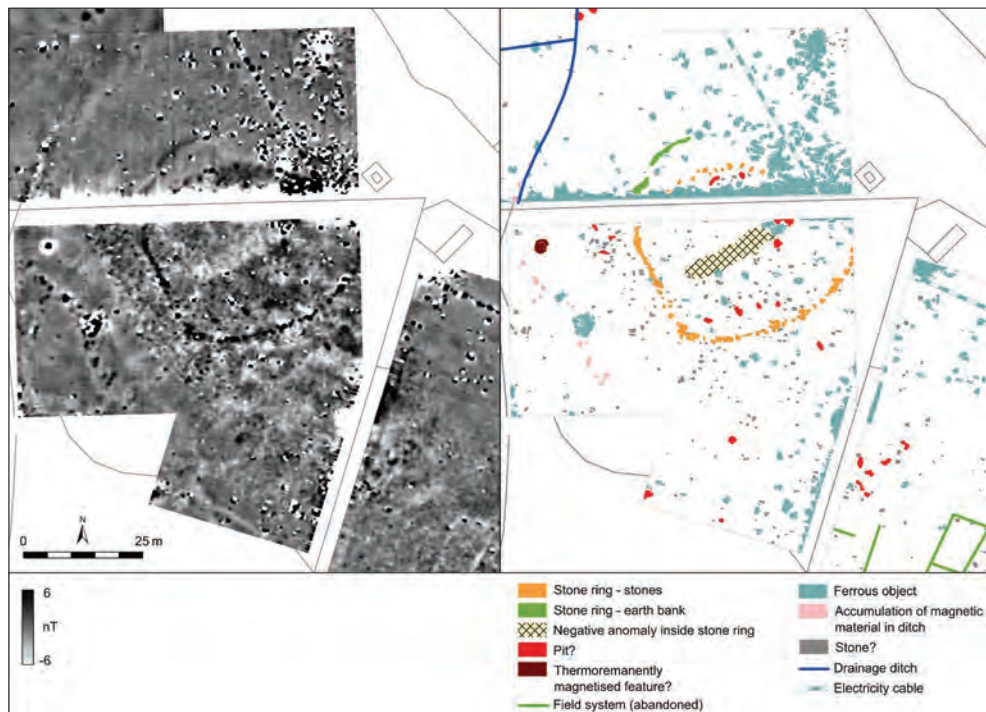 N
0 25 m
6
nT
-6
Stone ring - stones
Stone ring - earth bank
Negative anomaly inside stone ring
Pit?
Thermoremanently
magnetised feature?
Field system (abandoned)
Ferrous object
Accumulation of magnetic
material in ditch
Stone?
Drainage ditch
Electricity cable